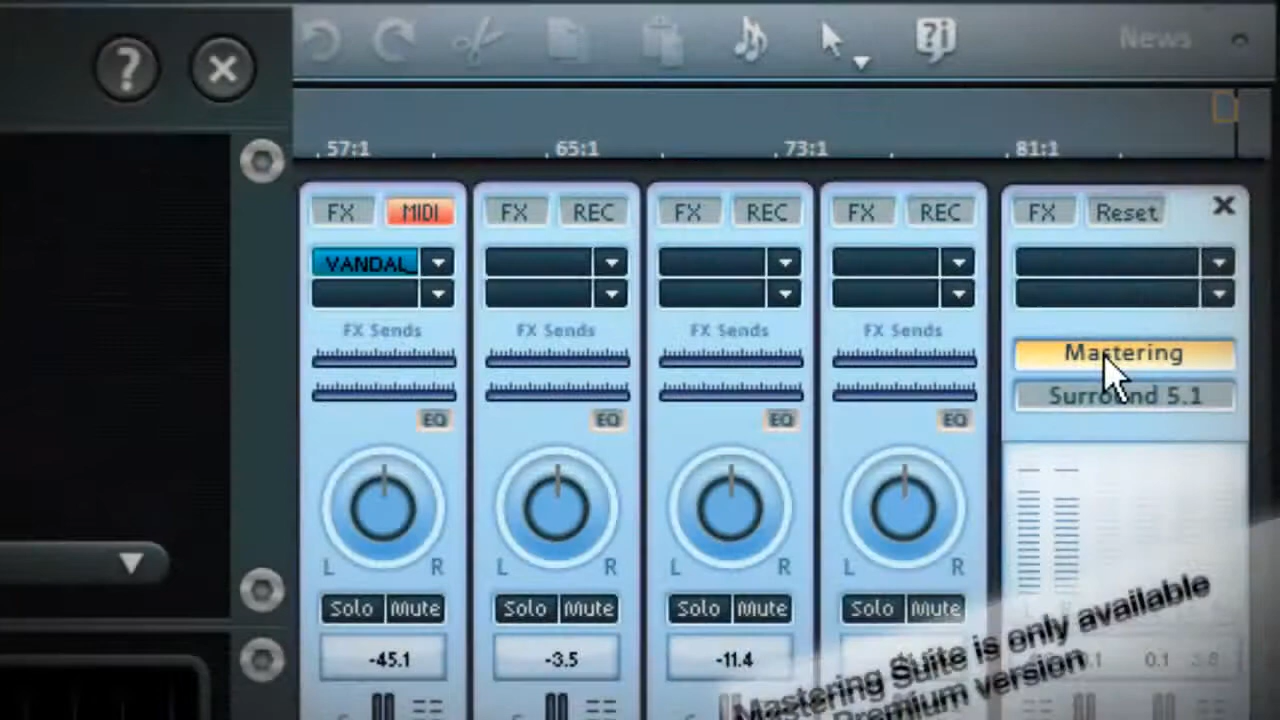 ?
News
57:1 65:1 73:1 81:1
FX MIDI FX REC FX REC FX REC FX Reset
VANDAL_
FX Sends FX Sends FX Sends FX Sends
Mastering
Surround 5.1
EQ EQ EQ EQ
L R L R L R L R
Solo Mute Solo Mute Solo Mute Solo Mute
-45.1 -3.5 -11.4 0.1
Mastering Suite is only available
Premium version